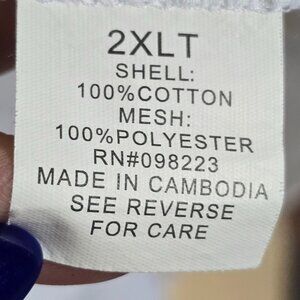 2XLT
SHELL:
100%COTTON
MESH:
100%POLYESTER
RN#098223
MADE IN CAMBODIA
SEE REVERSE
FOR CARE